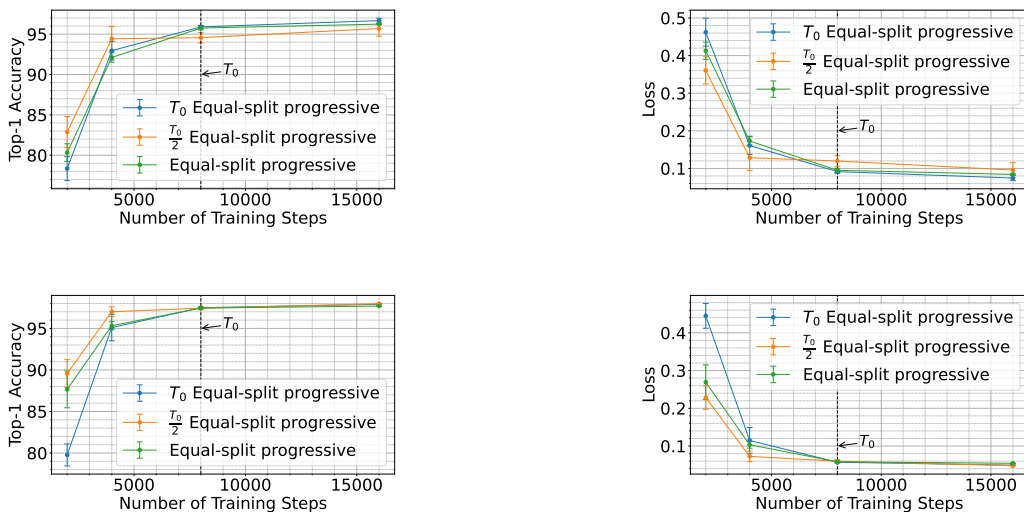 95
90
85
80
Top-1 Accuracy
T₀
T₀ Equal-split progressive
T₀/2 Equal-split progressive
Equal-split progressive
5000 10000 15000
Number of Training Steps
0.5
0.4
0.3
0.2
0.1
Loss
T₀ Equal-split progressive
T₀/2 Equal-split progressive
Equal-split progressive
T₀
5000 10000 15000
Number of Training Steps
95
90
85
80
Top-1 Accuracy
T₀
T₀ Equal-split progressive
T₀/2 Equal-split progressive
Equal-split progressive
5000 10000 15000
Number of Training Steps
0.4
0.3
0.2
0.1
Loss
T₀ Equal-split progressive
T₀/2 Equal-split progressive
Equal-split progressive
T₀
5000 10000 15000
Number of Training Steps